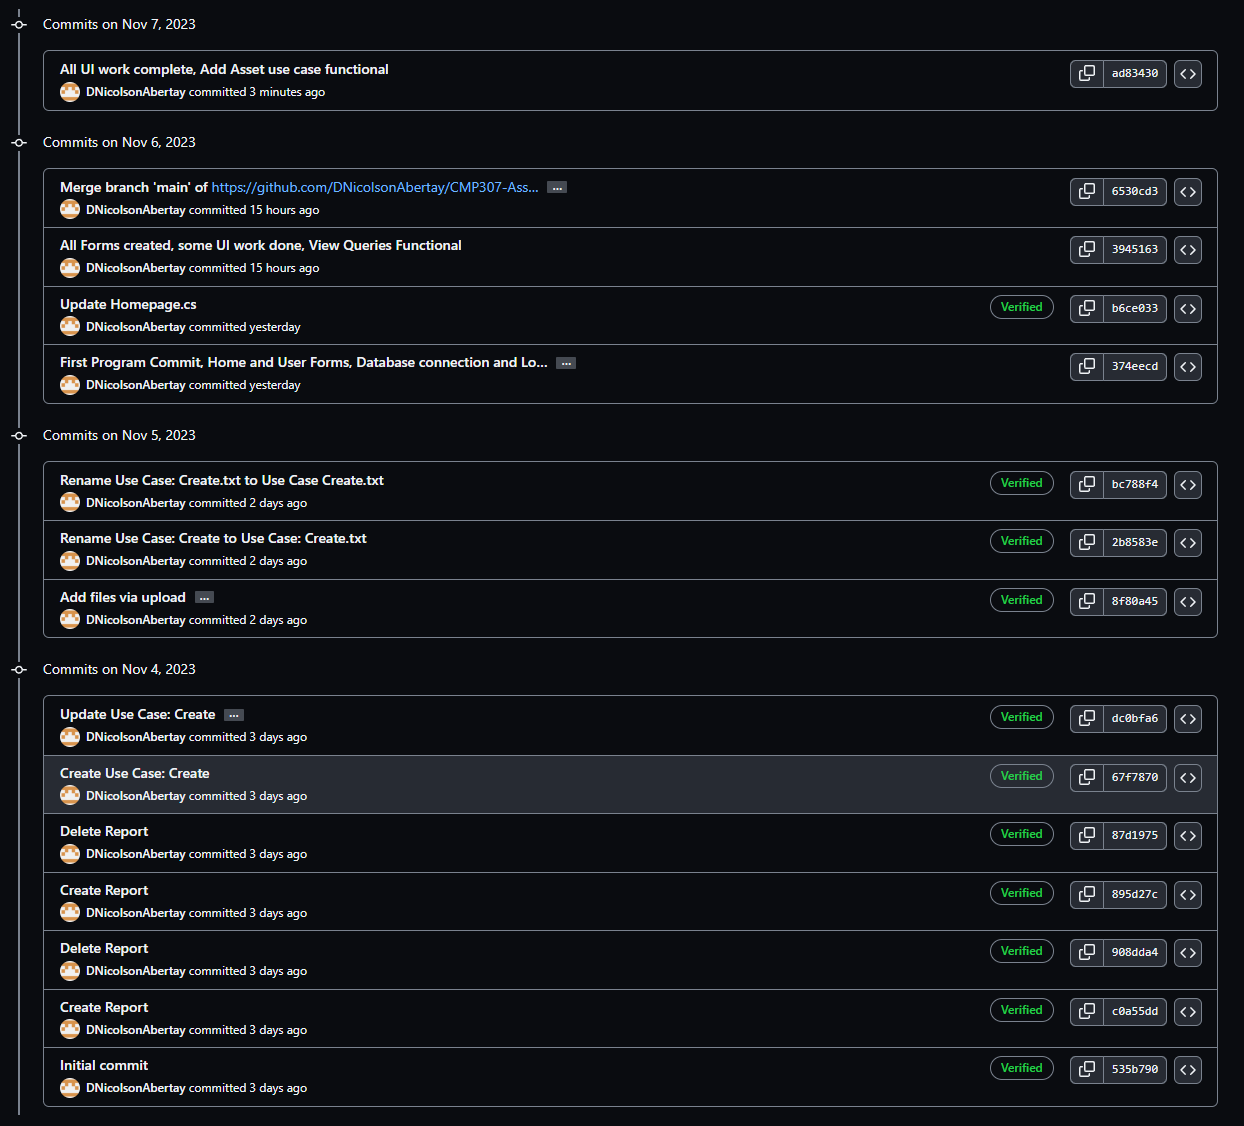 Commits on Nov 7, 2023
All UI work complete, Add Asset use case functional
ad83430
DNicolsonAbertay committed 3 minutes ago
Commits on Nov 6, 2023
Merge branch 'main' of https://github.com/DNicolsonAbertay/CMP307-Ass... ...
6530cd3
DNicolsonAbertay committed 15 hours ago
All Forms created, some UI work done, View Queries Functional
3945163
DNicolsonAbertay committed 15 hours ago
Update Homepage.cs
Verified
b6ce033
DNicolsonAbertay committed yesterday
First Program Commit, Home and User Forms, Database connection and Lo... ...
374eecd
DNicolsonAbertay committed yesterday
Commits on Nov 5, 2023
Rename Use Case: Create.txt to Use Case Create.txt
Verified
bc788f4
DNicolsonAbertay committed 2 days ago
Rename Use Case: Create to Use Case: Create.txt
Verified
2b8583e
DNicolsonAbertay committed 2 days ago
Add files via upload ...
Verified
8f80a45
DNicolsonAbertay committed 2 days ago
Commits on Nov 4, 2023
Update Use Case: Create ...
Verified
dc0bfa6
DNicolsonAbertay committed 3 days ago
Create Use Case: Create
Verified
67f7870
DNicolsonAbertay committed 3 days ago
Delete Report
Verified
87d1975
DNicolsonAbertay committed 3 days ago
Create Report
Verified
895d27c
DNicolsonAbertay committed 3 days ago
Delete Report
Verified
908dda4
DNicolsonAbertay committed 3 days ago
Create Report
Verified
c0a55dd
DNicolsonAbertay committed 3 days ago
Initial commit
Verified
535b790
DNicolsonAbertay committed 3 days ago